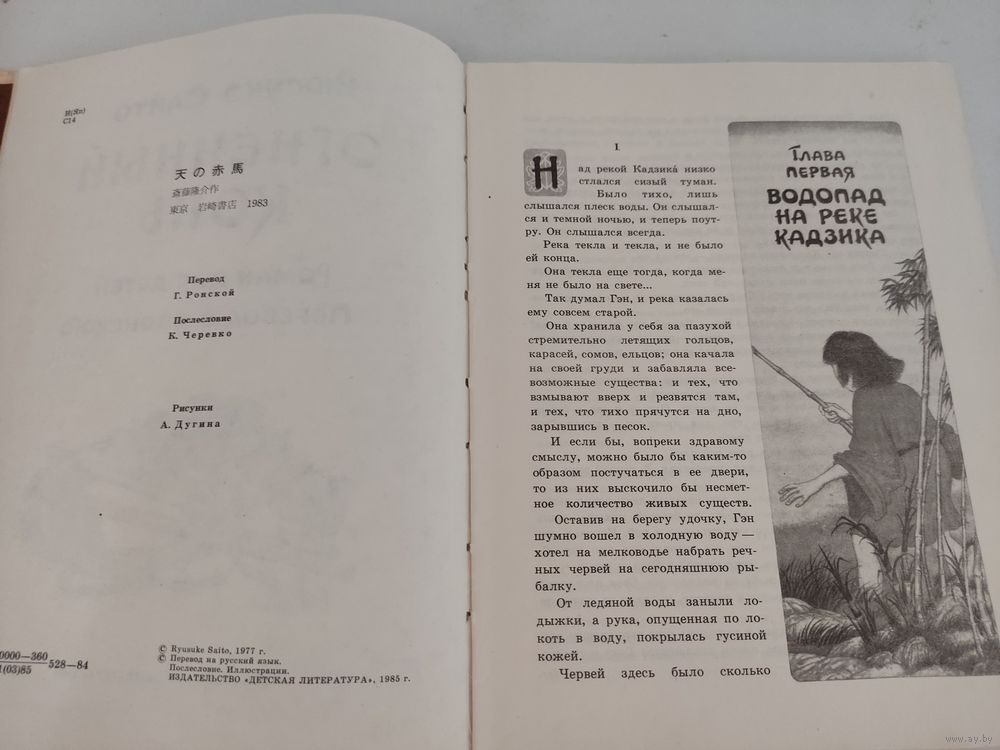 И(Яп)
С14
天の赤馬
斎藤隆介作
東京 岩崎書店 1983
Перевод
Г. Ронской
Послесловие
К. Черевко
Рисунки
А. Дугина
0000—360
1(03)85
528—84
© Ryusuke Saito, 1977 г.
© Перевод на русский язык.
Послесловие. Иллюстрации.
ИЗДАТЕЛЬСТВО «ДЕТСКАЯ ЛИТЕРАТУРА», 1985 г.
ГЛАВА
ПЕРВАЯ
ВОДОПАД
НА РЕКЕ
КАДЗИКА
I
Над рекой Кадзика́ низко
стлался сизый туман.
Было тихо, лишь
слышался плеск воды. Он слышал-
ся и темной ночью, и теперь поут-
ру. Он слышался всегда.
Река текла и текла, и не было
ей конца.
Она текла еще тогда, когда ме-
ня не было на свете...
Так думал Гэн, и река казалась
ему совсем старой.
Она хранила у себя за пазухой
стремительно летящих гольцов,
карасей, сомов, ельцов; она качала
на своей груди и забавляла все-
возможные существа: и тех, что
взмывают вверх и резвятся там,
и тех, что тихо прячутся на дно,
зарывшись в песок.
И если бы, вопреки здравому
смыслу, можно было бы каким-то
образом постучаться в ее двери,
то из них выскочило бы несмет-
ное количество живых существ.
Оставив на берегу удочку, Гэн
шумно вошел в холодную воду —
хотел на мелководье набрать реч-
ных червей на сегодняшнюю ры-
балку.
От ледяной воды заныли ло-
дыжки, а рука, опущенная по ло-
коть в воду, покрылась гусиной
кожей.
Червей здесь было сколько
www.ay.by